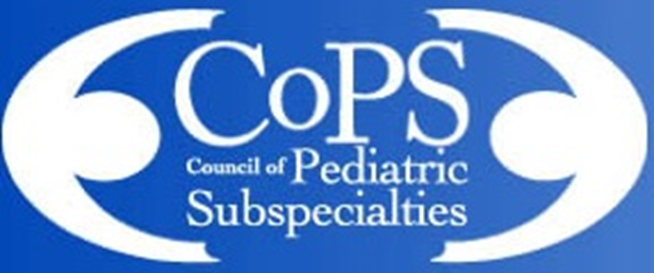 CoPS
Council of Pediatric
Subspecialties